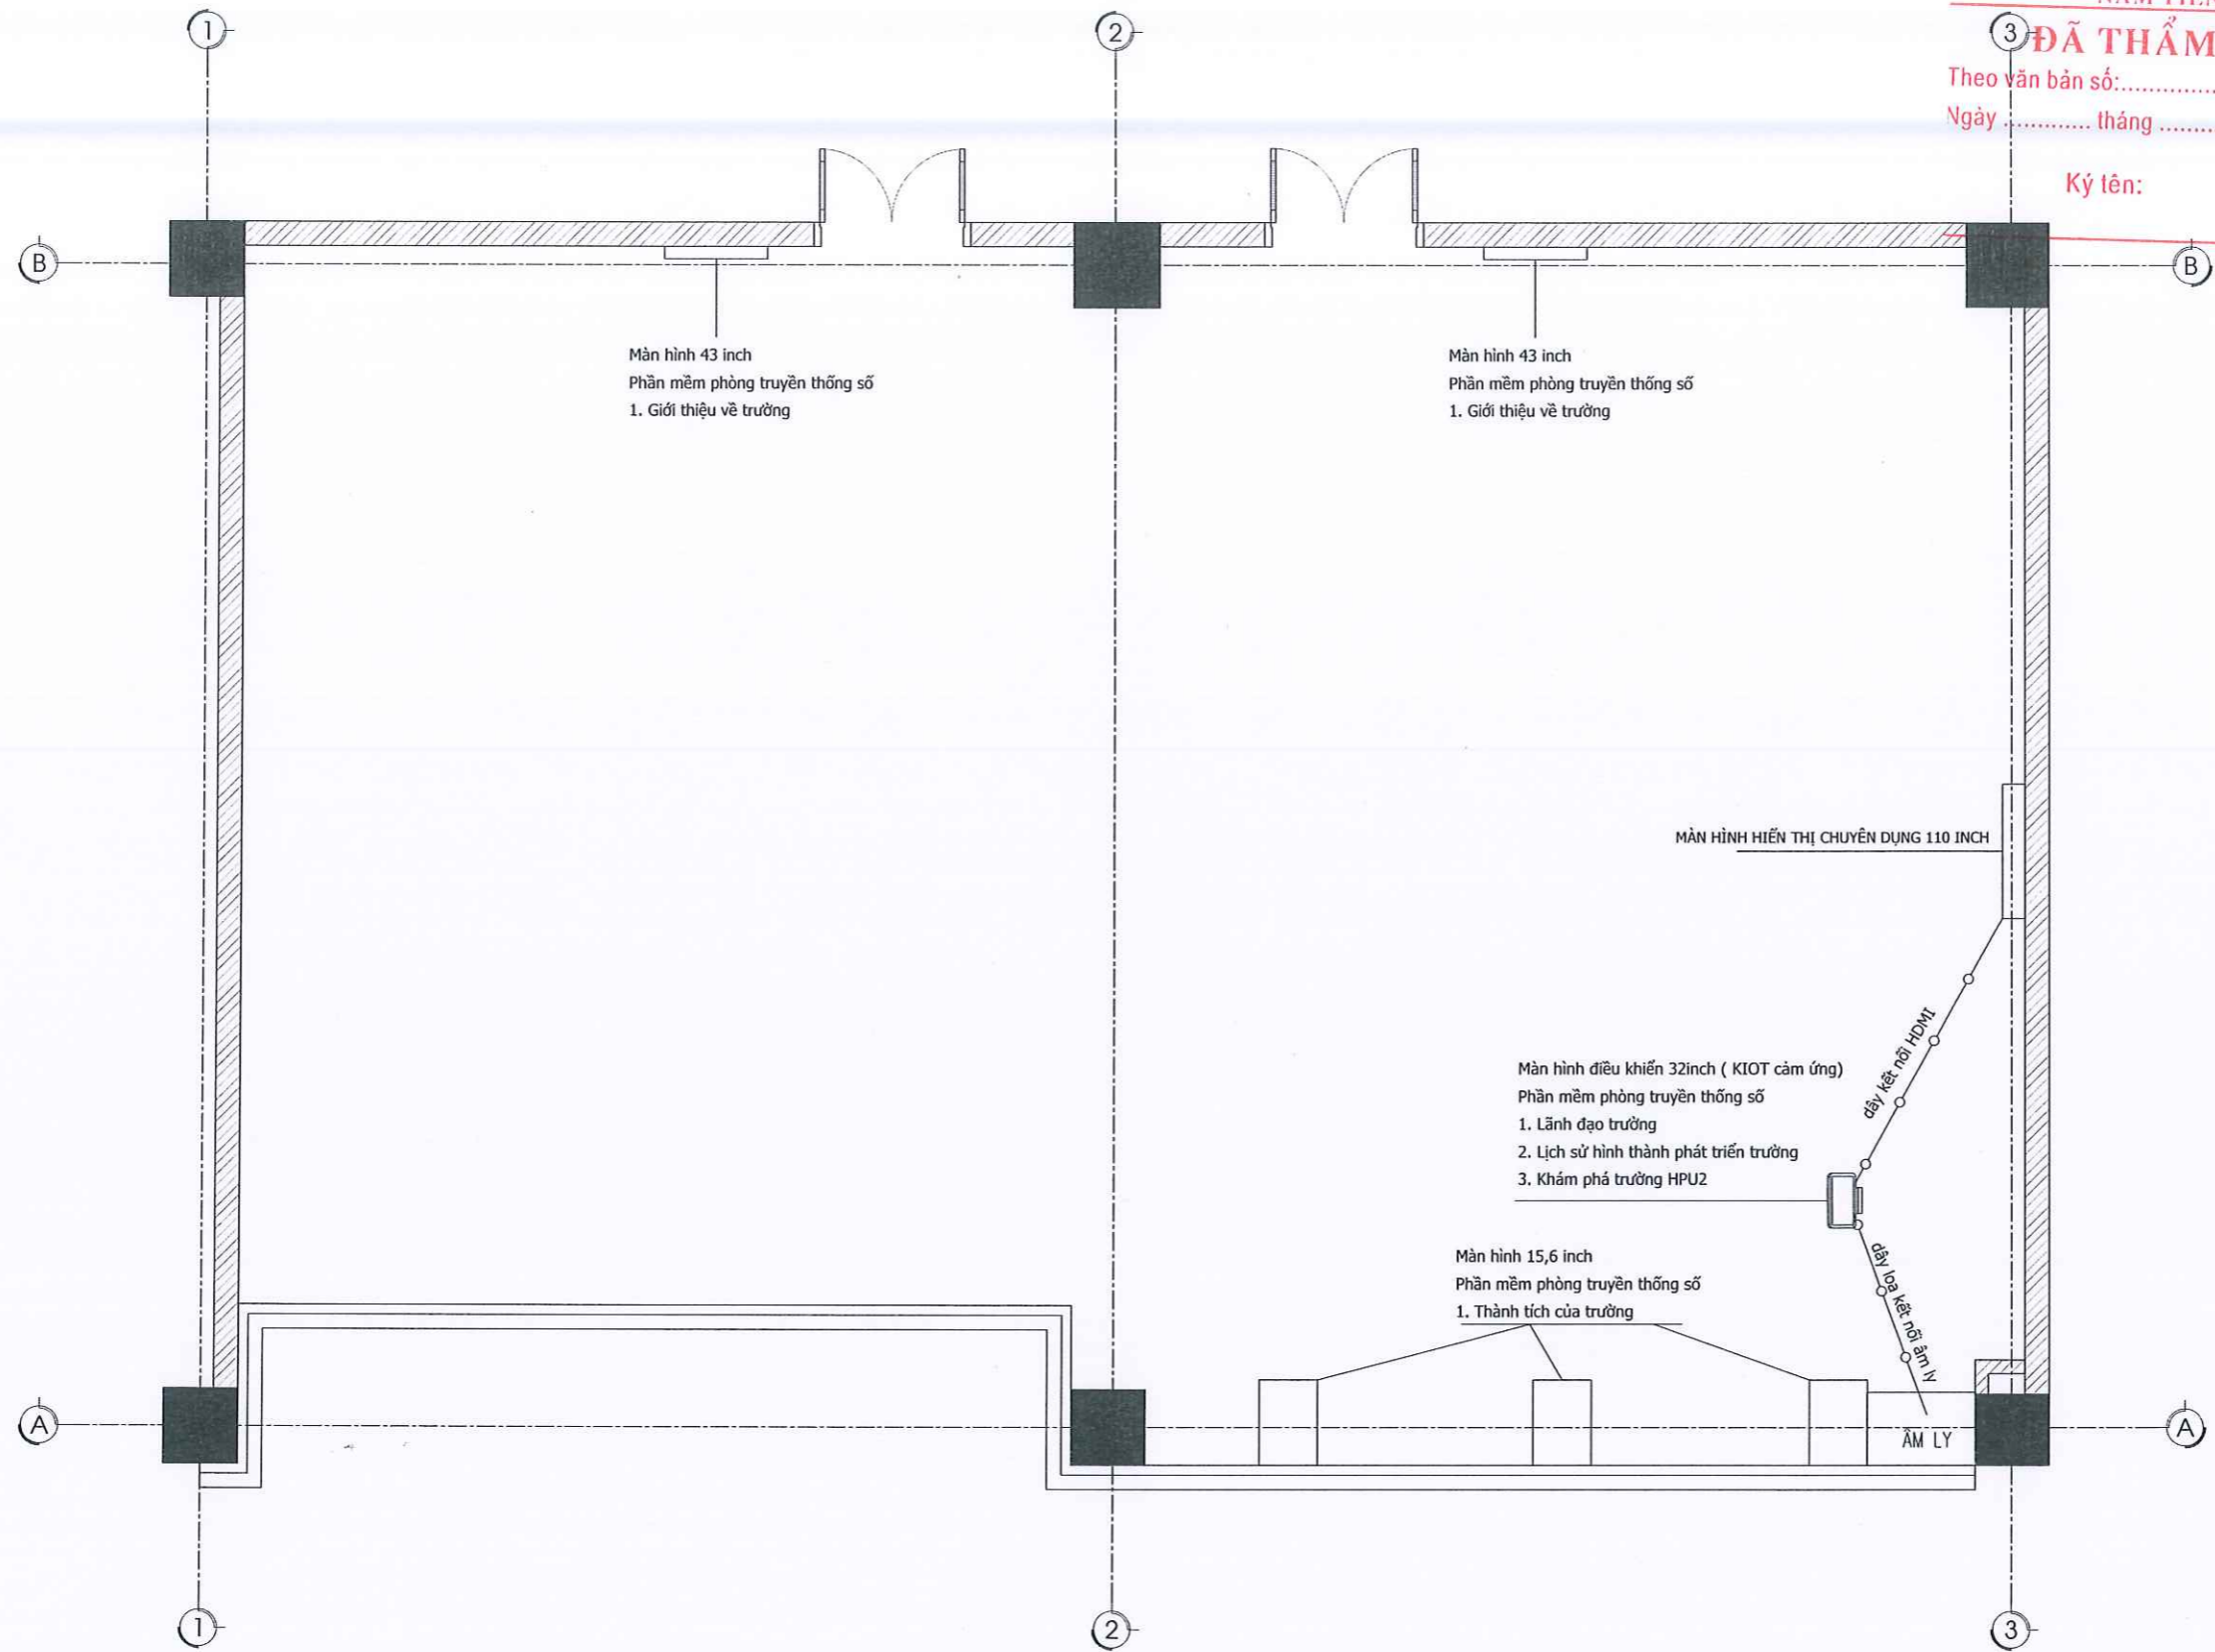 1
2
3
ĐÃ THẨM
Theo văn bản số:...............
Ngày ............. tháng .........
Ký tên:
B
B
Màn hình 43 inch
Phần mềm phòng truyền thống số
1. Giới thiệu về trường
Màn hình 43 inch
Phần mềm phòng truyền thống số
1. Giới thiệu về trường
MÀN HÌNH HIỂN THỊ CHUYÊN DỤNG 110 INCH
dây kết nối HDMI
Màn hình điều khiển 32inch ( KIOT cảm ứng)
Phần mềm phòng truyền thống số
1. Lãnh đạo trường
2. Lịch sử hình thành phát triển trường
3. Khám phá trường HPU2
dây loa kết nối âm ly
Màn hình 15,6 inch
Phần mềm phòng truyền thống số
1. Thành tích của trường
ÂM LY
A
A
1
2
3